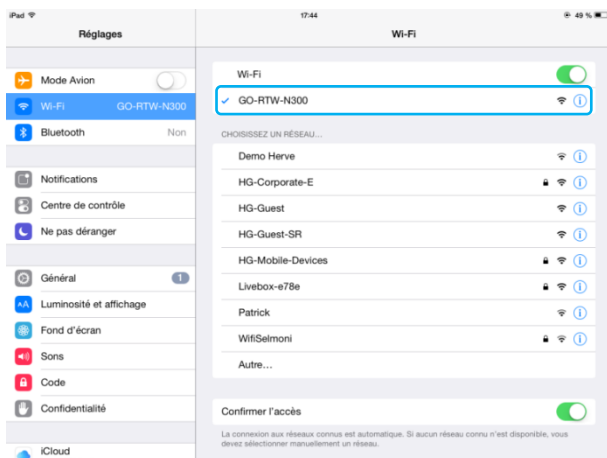 iPad 17:44 49 %
Réglages
Mode Avion
Wi-Fi GO-RTW-N300
Bluetooth Non
Notifications
Centre de contrôle
Ne pas déranger
Général 1
AA Luminosité et affichage
Fond d'écran
Sons
Code
Confidentialité
iCloud
Wi-Fi
Wi-Fi
GO-RTW-N300
CHOISISSEZ UN RÉSEAU...
Demo Herve
HG-Corporate-E
HG-Guest
HG-Guest-SR
HG-Mobile-Devices
Livebox-e78e
Patrick
WifiSelmoni
Autre...
Confirmer l'accès
La connexion aux réseaux connus est automatique. Si aucun réseau connu n'est disponible, vous
devez sélectionner manuellement un réseau.